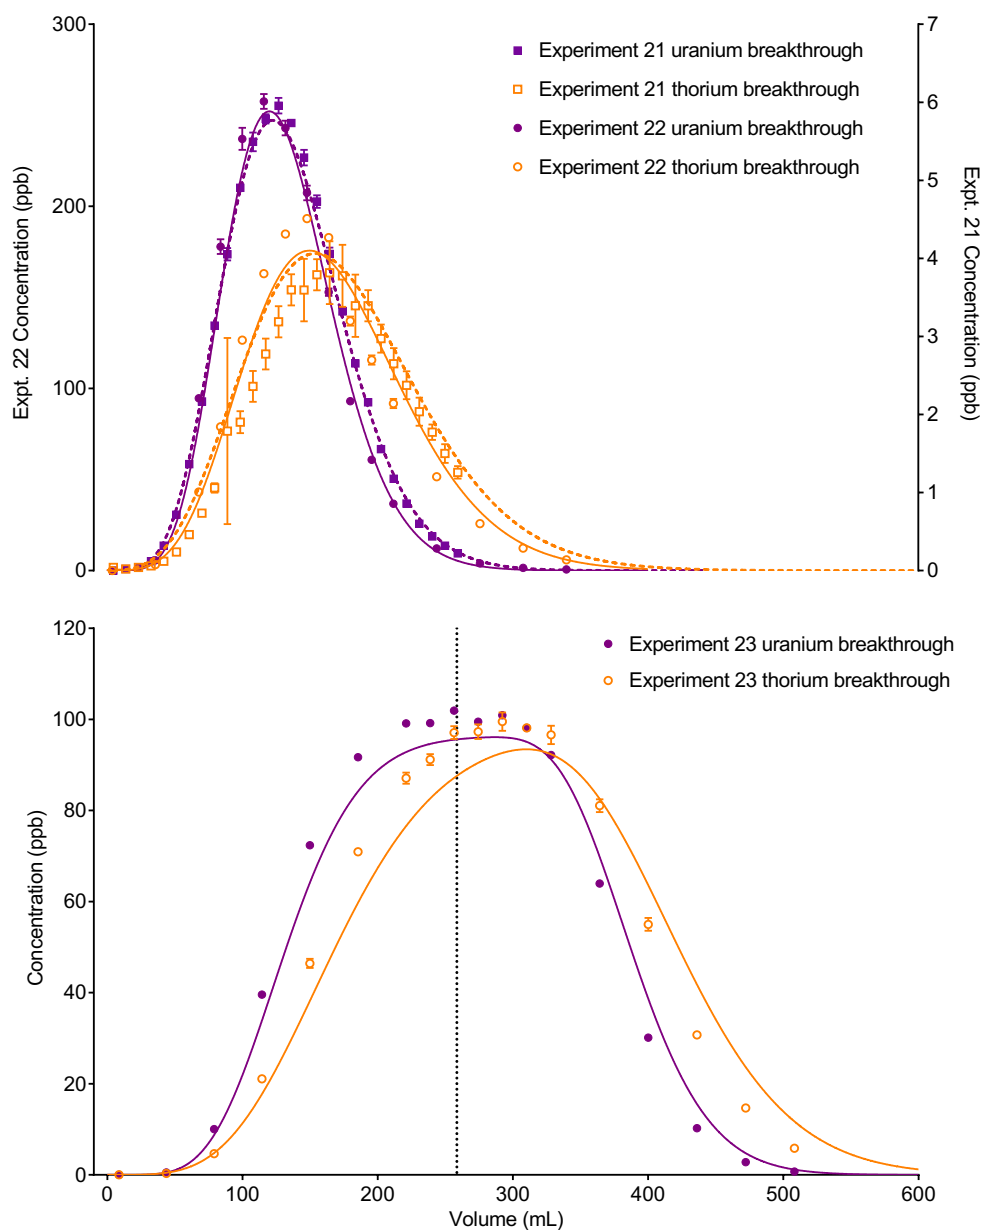 300
200
100
0
Expt. 22 Concentration (ppb)
Experiment 21 uranium breakthrough
Experiment 21 thorium breakthrough
Experiment 22 uranium breakthrough
Experiment 22 thorium breakthrough
7
6
5
4
3
2
1
0
Expt. 21 Concentration (ppb)
120
100
80
60
40
20
0
Concentration (ppb)
Experiment 23 uranium breakthrough
Experiment 23 thorium breakthrough
0 100 200 300 400 500 600
Volume (mL)